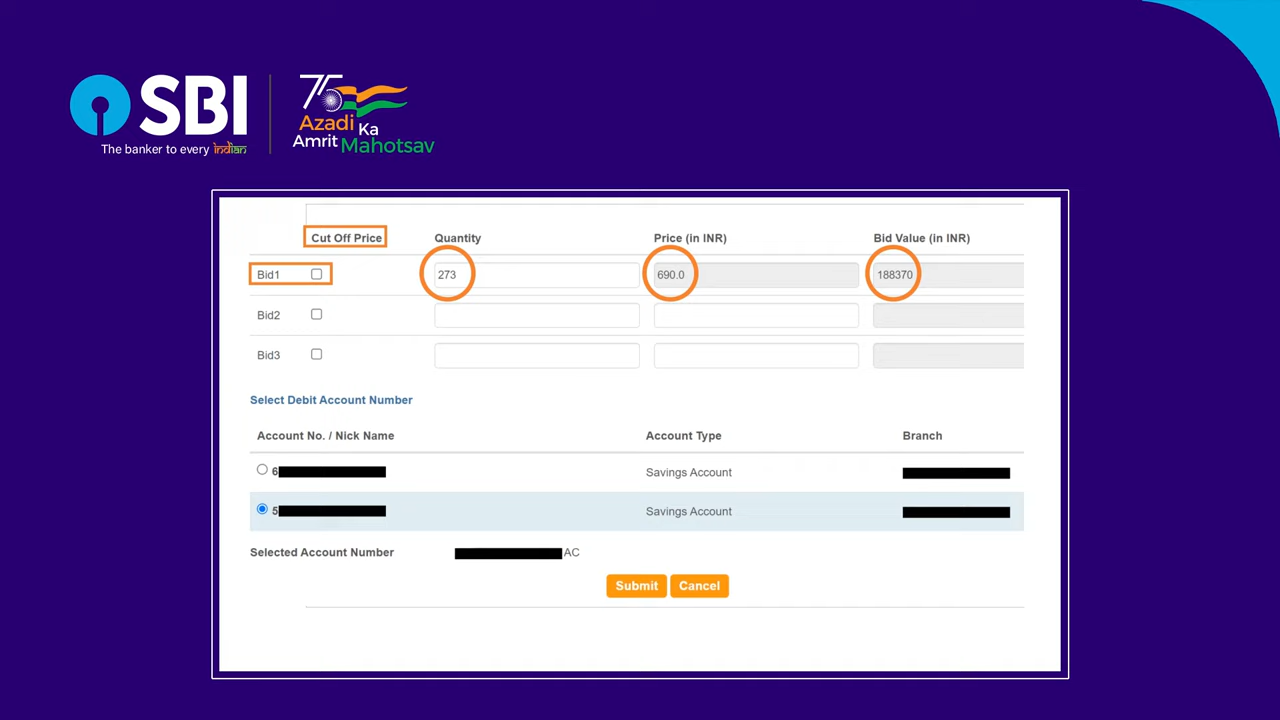 SBI
The banker to every indian
75
Azadi Ka
Amrit Mahotsav
Cut Off Price Quantity Price (in INR) Bid Value (in INR)
Bid1 273 690.0 188370
Bid2
Bid3
Select Debit Account Number
Account No. / Nick Name Account Type Branch
6 Savings Account
5 Savings Account
Selected Account Number AC
Submit Cancel